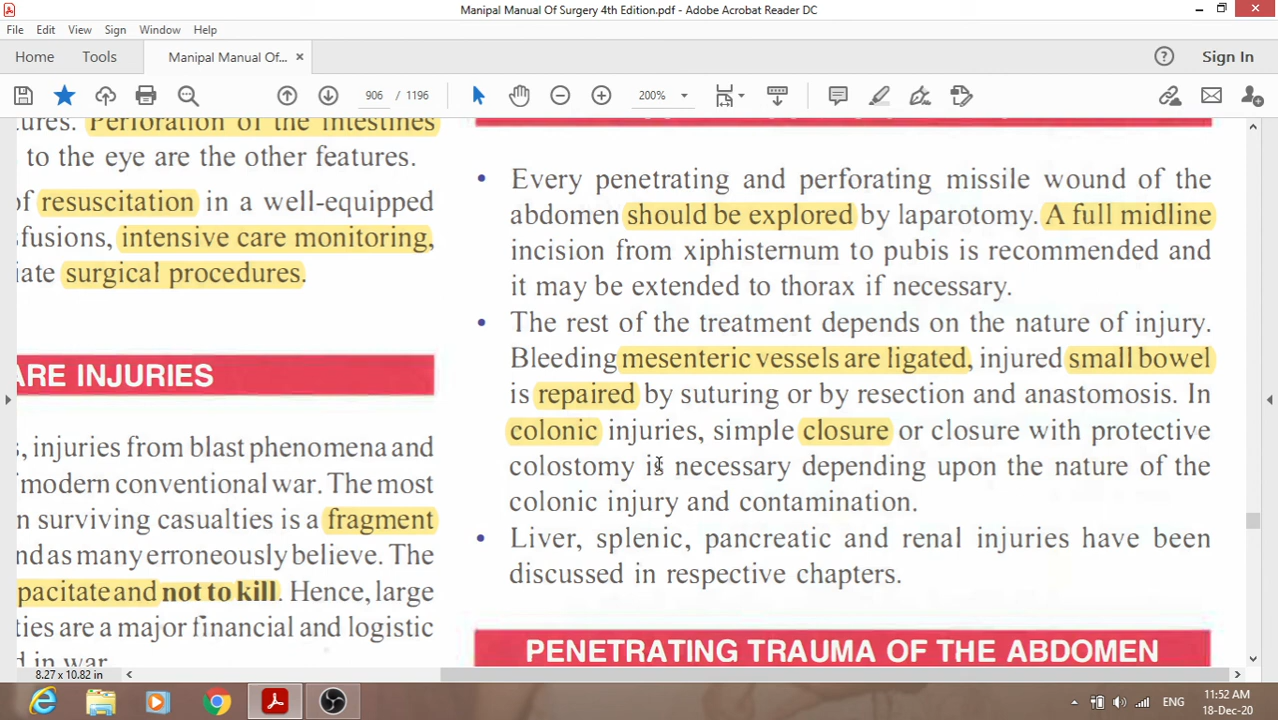 Manipal Manual Of Surgery 4th Edition.pdf - Adobe Acrobat Reader DC
File Edit View Sign Window Help
Home Tools Manipal Manual Of... × Sign In
906 / 1196 200%
tures. Perforation of the intestines
to the eye are the other features.
of resuscitation in a well-equipped
sfusions, intensive care monitoring,
iate surgical procedures.
ARE INJURIES
s, injuries from blast phenomena and
f modern conventional war. The most
n surviving casualties is a fragment
nd as many erroneously believe. The
pacitate and not to kill. Hence, large
ties are a major financial and logistic
d in war.
• Every penetrating and perforating missile wound of the
abdomen should be explored by laparotomy. A full midline
incision from xiphisternum to pubis is recommended and
it may be extended to thorax if necessary.
• The rest of the treatment depends on the nature of injury.
Bleeding mesenteric vessels are ligated, injured small bowel
is repaired by suturing or by resection and anastomosis. In
colonic injuries, simple closure or closure with protective
colostomy is necessary depending upon the nature of the
colonic injury and contamination.
• Liver, splenic, pancreatic and renal injuries have been
discussed in respective chapters.
PENETRATING TRAUMA OF THE ABDOMEN
8.27 x 10.82 in
ENG
11:52 AM
18-Dec-20